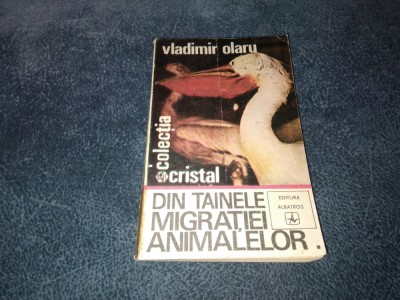 vladimir olaru
colecția
cristal
DIN TAINELE
MIGRAȚIEI
ANIMALELOR.
EDITURA
ALBATROS